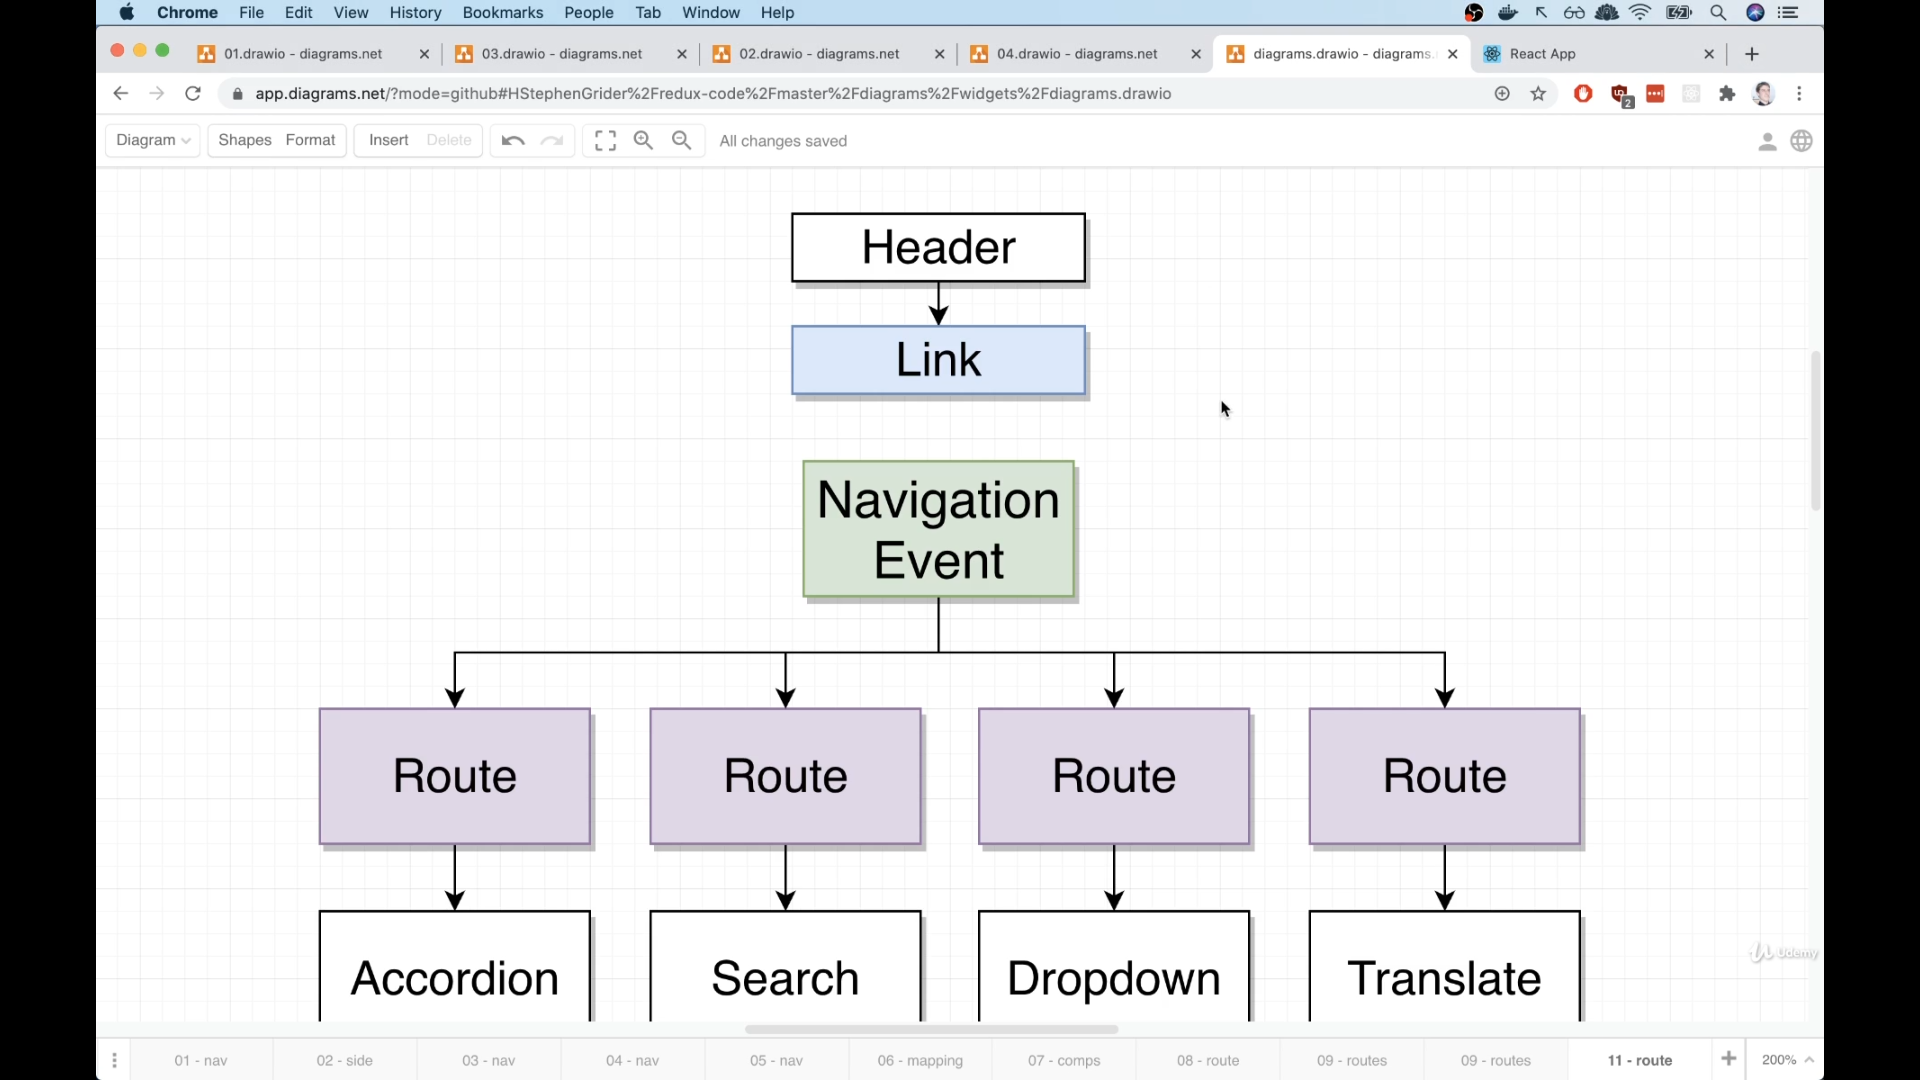 Chrome File Edit View History Bookmarks People Tab Window Help
01.drawio - diagrams.net
03.drawio - diagrams.net
02.drawio - diagrams.net
04.drawio - diagrams.net
diagrams.drawio - diagrams.
React App
app.diagrams.net/?mode=github#HStephenGrider%2Fredux-code%2Fmaster%2Fdiagrams%2Fwidgets%2Fdiagrams.drawio
2
Diagram Shapes Format Insert Delete All changes saved
Header
Link
Navigation
Event
Route Route Route Route
Accordion Search Dropdown Translate
Udemy
01 - nav 02 - side 03 - nav 04 - nav 05 - nav 06 - mapping 07 - comps 08 - route 09 - routes 09 - routes 11 - route 200%